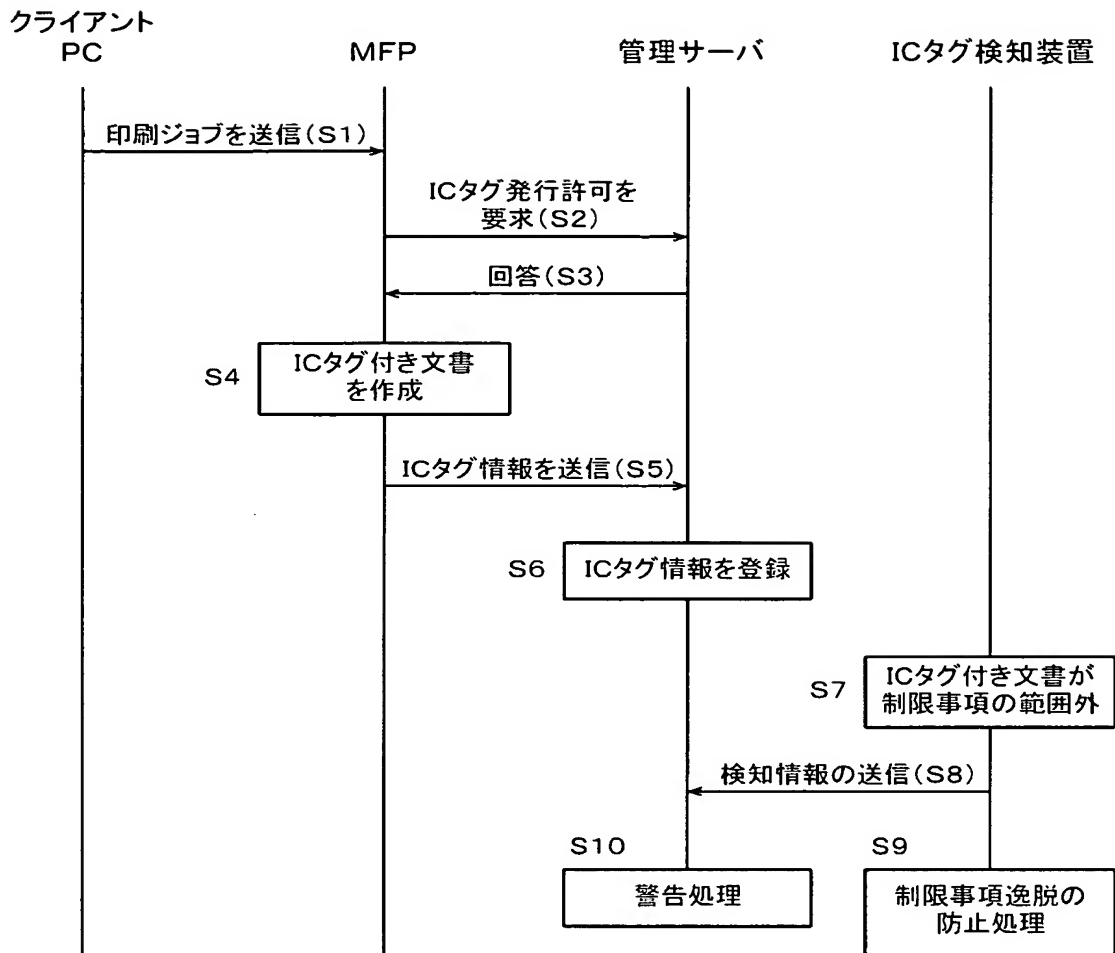 クライアント
PC
MFP
管理サーバ
ICタグ検知装置
印刷ジョブを送信(S1)
ICタグ発行許可を
要求(S2)
回答(S3)
S4
ICタグ付き文書
を作成
ICタグ情報を送信(S5)
S6
ICタグ情報を登録
S7
ICタグ付き文書が
制限事項の範囲外
検知情報の送信(S8)
S10
警告処理
S9
制限事項逸脱の
防止処理